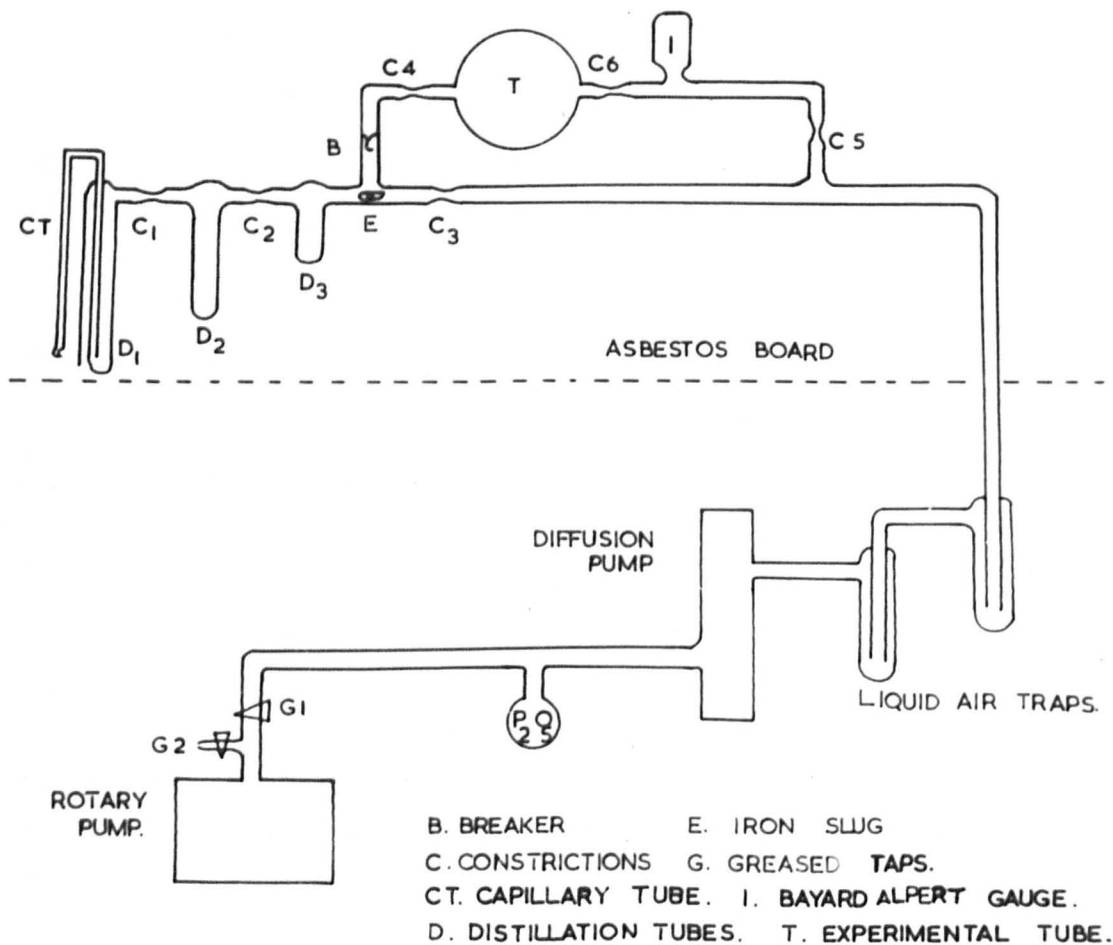 I
C4
C6
T
B
C5
CT
C1
C2
E
C3
D3
D2
D1
ASBESTOS BOARD
DIFFUSION
PUMP
LIQUID AIR TRAPS.
G1
P2O5
G2
ROTARY
PUMP.
B. BREAKER E. IRON SLUG
C. CONSTRICTIONS G. GREASED TAPS.
CT. CAPILLARY TUBE. I. BAYARD ALPERT GAUGE.
D. DISTILLATION TUBES. T. EXPERIMENTAL TUBE.